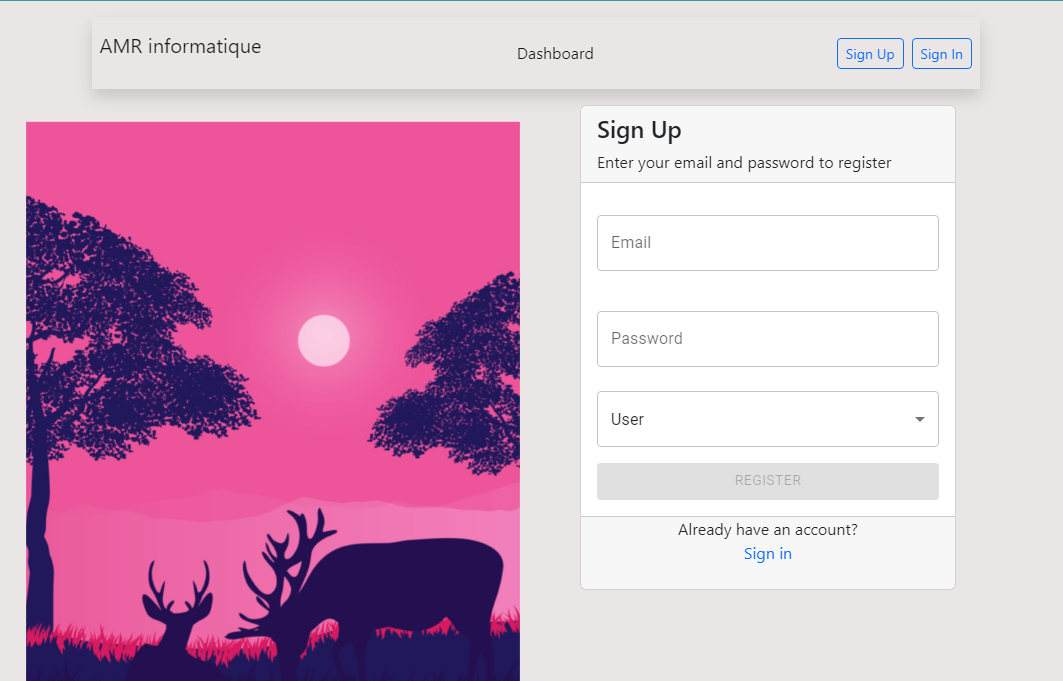 AMR informatique
Dashboard
Sign Up
Sign In
Sign Up
Enter your email and password to register
Email
Password
User
REGISTER
Already have an account?
Sign in